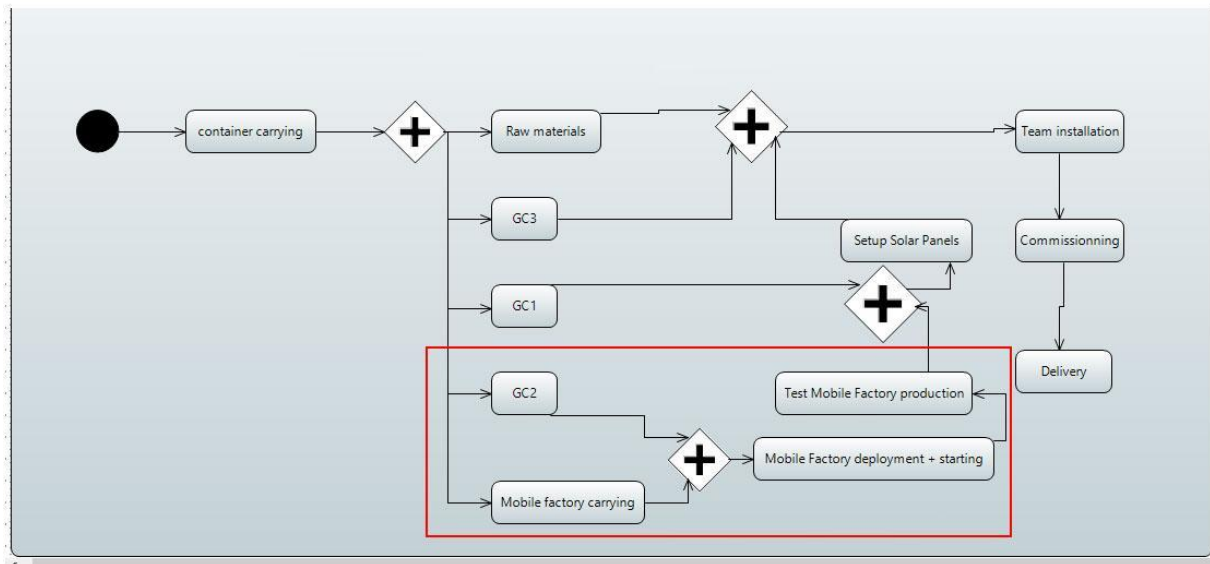 container carrying
Raw materials
Team installation
GC3
Setup Solar Panels
Commissionning
GC1
Delivery
GC2
Test Mobile Factory production
Mobile Factory deployment + starting
Mobile factory carrying